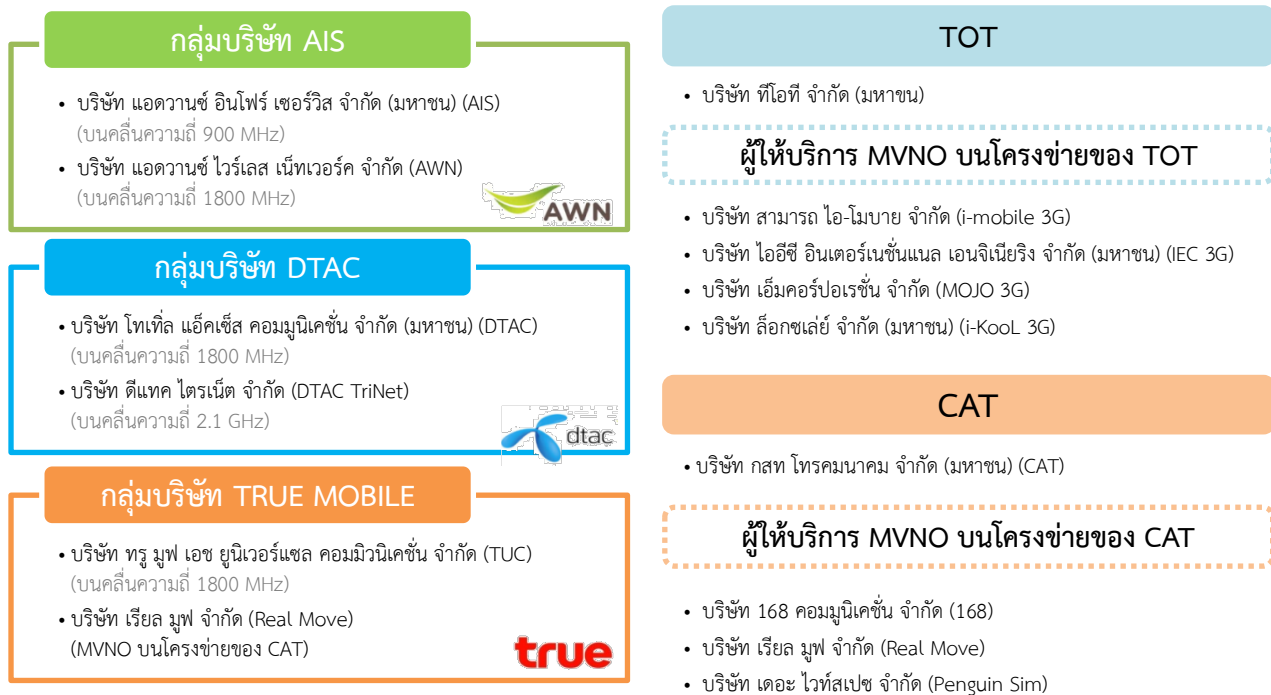 กลุ่มบริษัท AIS
• บริษัท แอดวานซ์ อินโฟร์ เซอร์วิส จำกัด (มหาชน) (AIS)
(บนคลื่นความถี่ 900 MHz)
• บริษัท แอดวานซ์ ไวร์เลส เน็ทเวอร์ค จำกัด (AWN)
(บนคลื่นความถี่ 1800 MHz)
AWN
กลุ่มบริษัท DTAC
• บริษัท โทเทิ่ล แอ็คเซ็ส คอมมูนิเคชั่น จำกัด (มหาชน) (DTAC)
(บนคลื่นความถี่ 1800 MHz)
• บริษัท ดีแทค ไตรเน็ต จำกัด (DTAC TriNet)
(บนคลื่นความถี่ 2.1 GHz)
dtac
กลุ่มบริษัท TRUE MOBILE
• บริษัท ทรู มูฟ เอช ยูนิเวอร์แซล คอมมิวนิเคชั่น จำกัด (TUC)
(บนคลื่นความถี่ 1800 MHz)
• บริษัท เรียล มูฟ จำกัด (Real Move)
(MVNO บนโครงข่ายของ CAT)
true
TOT
• บริษัท ทีโอที จำกัด (มหาขน)
ผู้ให้บริการ MVNO บนโครงข่ายของ TOT
• บริษัท สามารถ ไอ-โมบาย จำกัด (i-mobile 3G)
• บริษัท ไออีซี อินเตอร์เนชั่นแนล เอนจิเนียริง จำกัด (มหาชน) (IEC 3G)
• บริษัท เอ็มคอร์ปอเรชั่น จำกัด (MOJO 3G)
• บริษัท ล็อกซเล่ย์ จำกัด (มหาชน) (i-KooL 3G)
CAT
• บริษัท กสท โทรคมนาคม จำกัด (มหาชน) (CAT)
ผู้ให้บริการ MVNO บนโครงข่ายของ CAT
• บริษัท 168 คอมมูนิเคชั่น จำกัด (168)
• บริษัท เรียล มูฟ จำกัด (Real Move)
• บริษัท เดอะ ไวท์สเปซ จำกัด (Penguin Sim)